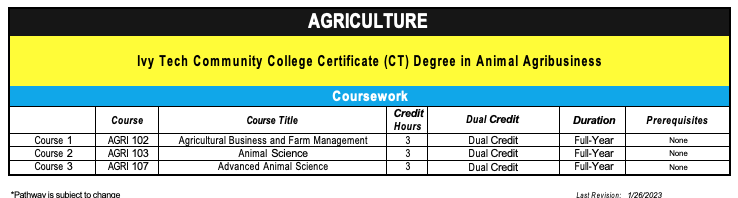 AGRICULTURE
Ivy Tech Community College Certificate (CT) Degree in Animal Agribusiness
Coursework
Course Course Title Credit Hours Dual Credit Duration Prerequisites
Course 1 AGRI 102 Agricultural Business and Farm Management 3 Dual Credit Full-Year None
Course 2 AGRI 103 Animal Science 3 Dual Credit Full-Year None
Course 3 AGRI 107 Advanced Animal Science 3 Dual Credit Full-Year None
*Pathway is subject to change Last Revision: 1/26/2023